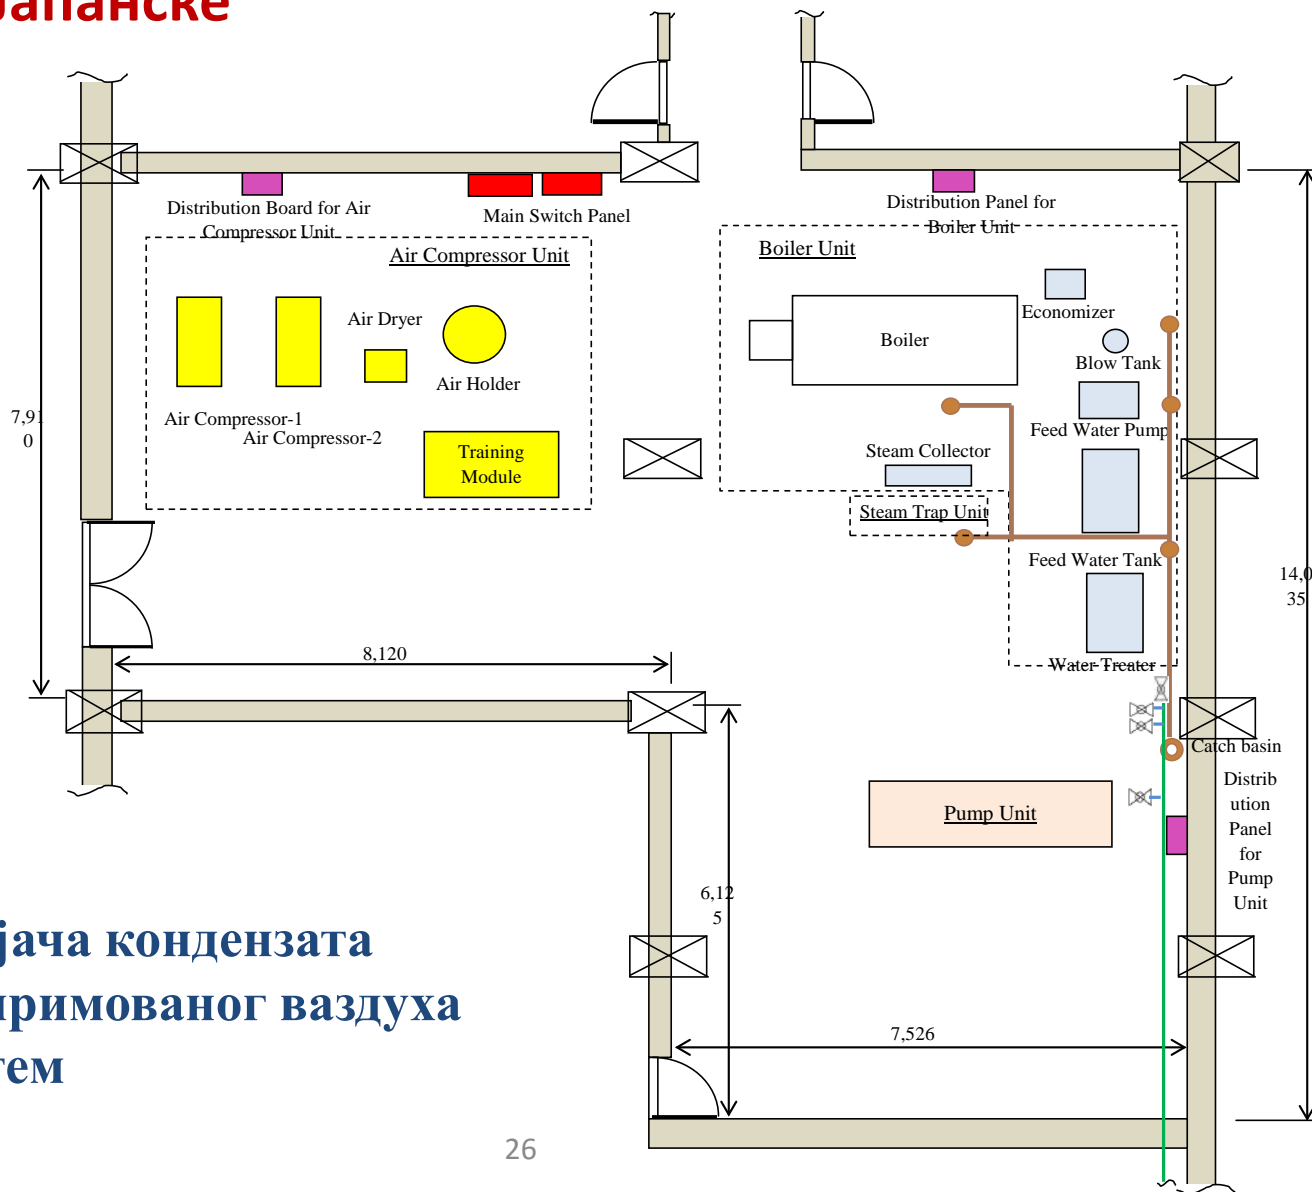 Јапанске
Distribution Board for Air
Compressor Unit
Main Switch Panel
Distribution Panel for
Boiler Unit
Air Compressor Unit
Boiler Unit
Economizer
Air Dryer
Boiler
Blow Tank
Air Holder
7,91
0
Air Compressor-1
Air Compressor-2
Feed Water Pump
Training
Module
Steam Collector
Steam Trap Unit
Feed Water Tank
14,0
35
8,120
Water Treater
Catch basin
Distrib
ution
Panel
for
Pump
Unit
Pump Unit
6,12
5
јача кондензата
примованог ваздуха
тем
7,526
26